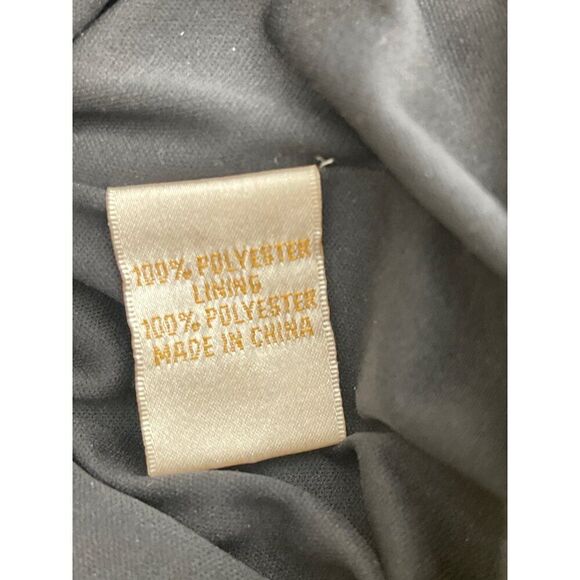 100% POLYESTER
LINING
100% POLYESTER
MADE IN CHINA